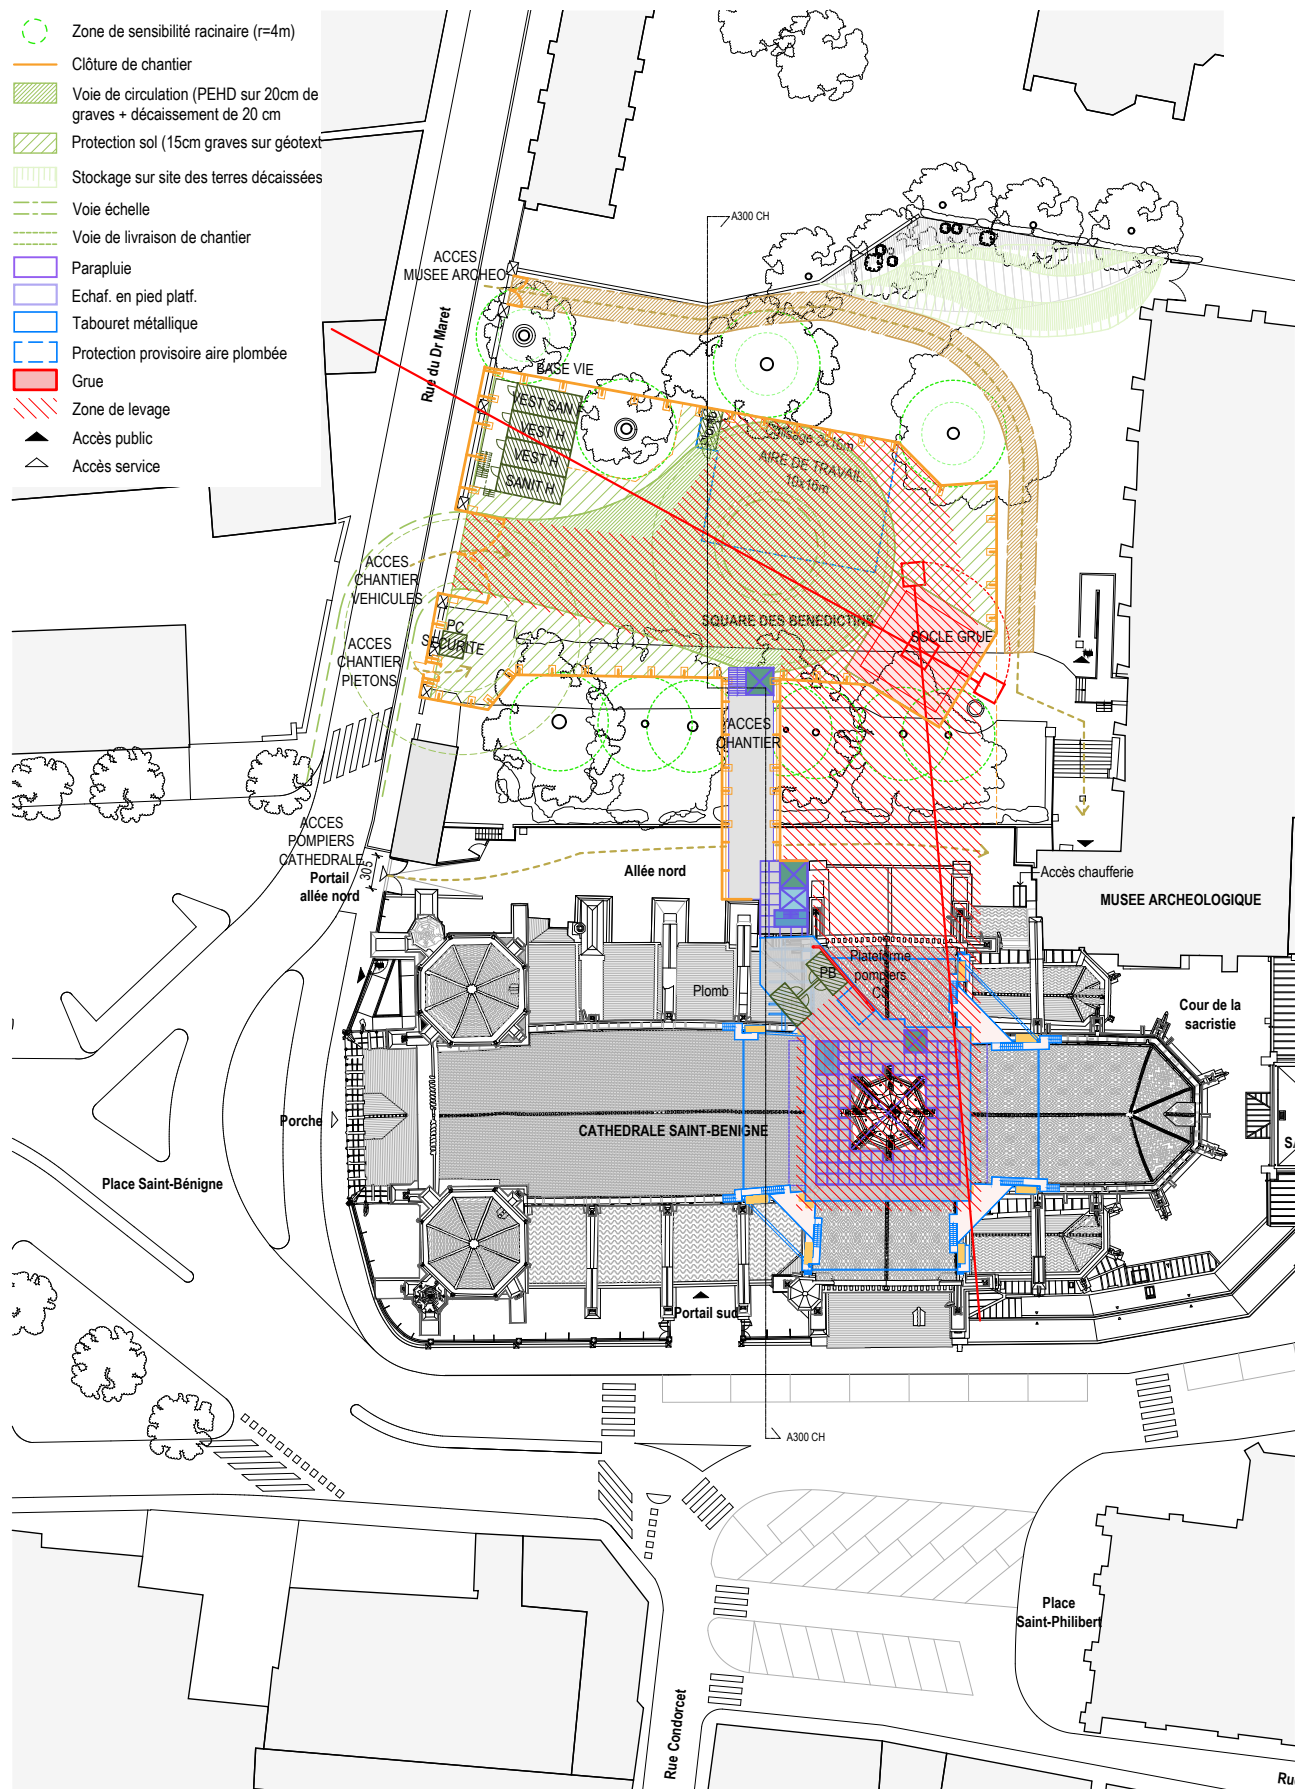 Zone de sensibilité racinaire (r=4m)
Clôture de chantier
Voie de circulation (PEHD sur 20cm de
graves + décaissement de 20 cm
Protection sol (15cm graves sur géotext
Stockage sur site des terres décaissées
Voie échelle
Voie de livraison de chantier
Parapluie
Echaf. en pied platf.
Tabouret métallique
Protection provisoire aire plombée
Grue
Zone de levage
Accès public
Accès service
A300 CH
ACCES
MUSEE ARCHEO
Rue du Dr Maret
BASE VIE
VEST SAN F
VEST H
VEST H
SANIT H
AIRE DE TRAVAIL
10x16m
ACCES
CHANTIER
VEHICULES
PC
SECURITE
ACCES
CHANTIER
PIETONS
SQUARE DES BENEDICTINS
SOCLE GRUE
ACCES
CHANTIER
ACCES
POMPIERS
CATHEDRALE
305
Portail
allée nord
Allée nord
Accès chaufferie
MUSEE ARCHEOLOGIQUE
Plomb
PB
Plateforme
pompiers
CS
Cour de la
sacristie
Porche
CATHEDRALE SAINT-BENIGNE
SA
Place Saint-Bénigne
Portail sud
A300 CH
Place
Saint-Philibert
Rue Condorcet
Ru